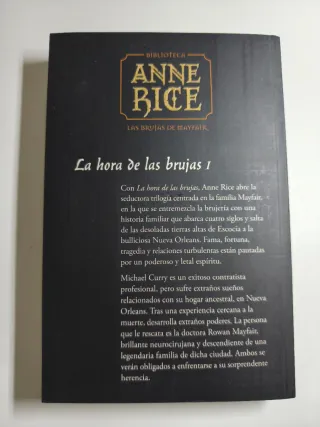 BIBLIOTECA
ANNE
RICE
LAS BRUJAS DE MAYFAIR
La hora de las brujas I
Con La hora de las brujas, Anne Rice abre la
seductora trilogía centrada en la familia Mayfair,
en la que se entremezcla la brujería con una
historia familiar que abarca cuatro siglos y salta
de las desoladas tierras altas de Escocia a la
bulliciosa Nueva Orleans. Fama, fortuna,
tragedia y relaciones turbulentas están pautadas
por un poderoso y letal espíritu.
Michael Curry es un exitoso contratista
profesional, pero sufre extraños sueños
relacionados con su hogar ancestral, en Nueva
Orleans. Tras una experiencia cercana a la
muerte, desarrolla extraños poderes. La persona
que le rescata es la doctora Rowan Mayfair,
brillante neurocirujana y descendiente de una
legendaria familia de dicha ciudad. Ambos se
verán obligados a enfrentarse a su sorprendente
herencia.